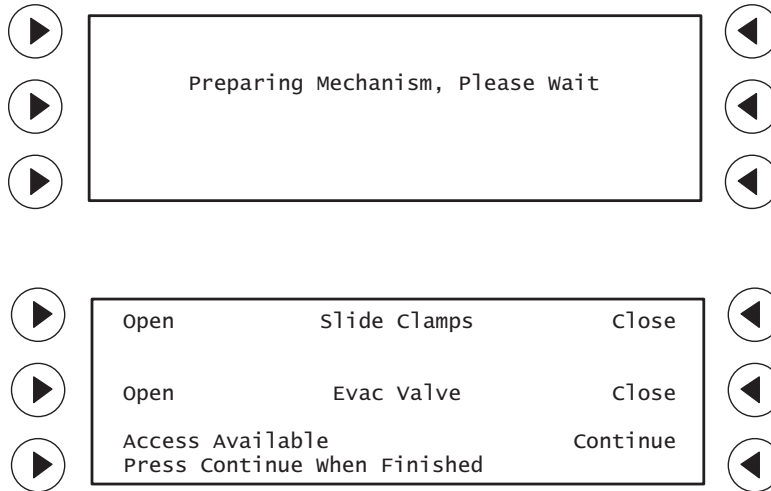 Preparing Mechanism, Please Wait
Open Slide Clamps Close
Open Evac Valve Close
Access Available Continue
Press Continue When Finished